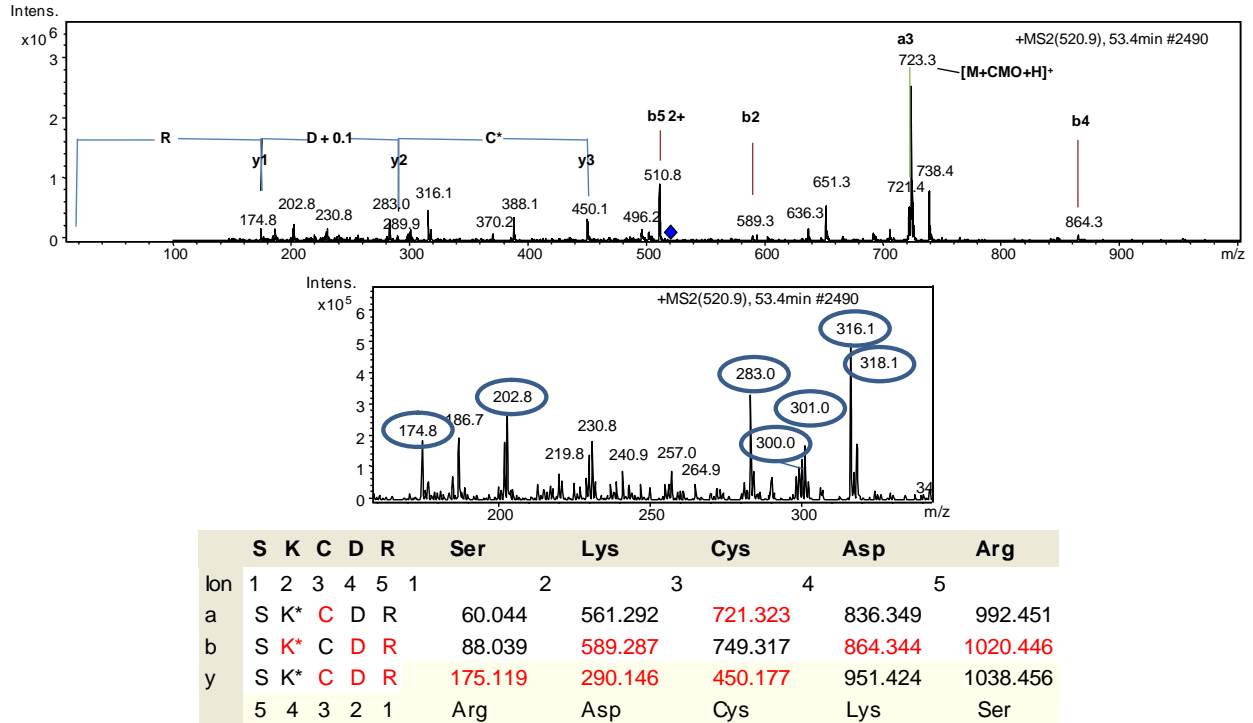 Intens.
x10 6
+MS2(520.9), 53.4min #2490
a3
723.3
[M+CMO+H]+
3
2
1
0
R
D + 0.1
C*
y1
y2
y3
b5 2+
b2
b4
174.8
202.8
230.8
283.0
289.9
316.1
370.2
388.1
450.1
496.2
510.8
589.3
636.3
651.3
721.4
738.4
864.3
100 200 300 400 500 600 700 800 900 m/z
Intens.
x10 5
+MS2(520.9), 53.4min #2490
6
5
4
3
2
1
0
174.8
186.7
202.8
219.8
230.8
240.9
257.0
264.9
283.0
300.0
301.0
316.1
318.1
34
200 250 300 m/z
S K C D R Ser Lys Cys Asp Arg
Ion 1 2 3 4 5 1 2 3 4 5
a S K* C D R 60.044 561.292 721.323 836.349 992.451
b S K* C D R 88.039 589.287 749.317 864.344 1020.446
y S K* C D R 175.119 290.146 450.177 951.424 1038.456
5 4 3 2 1 Arg Asp Cys Lys Ser